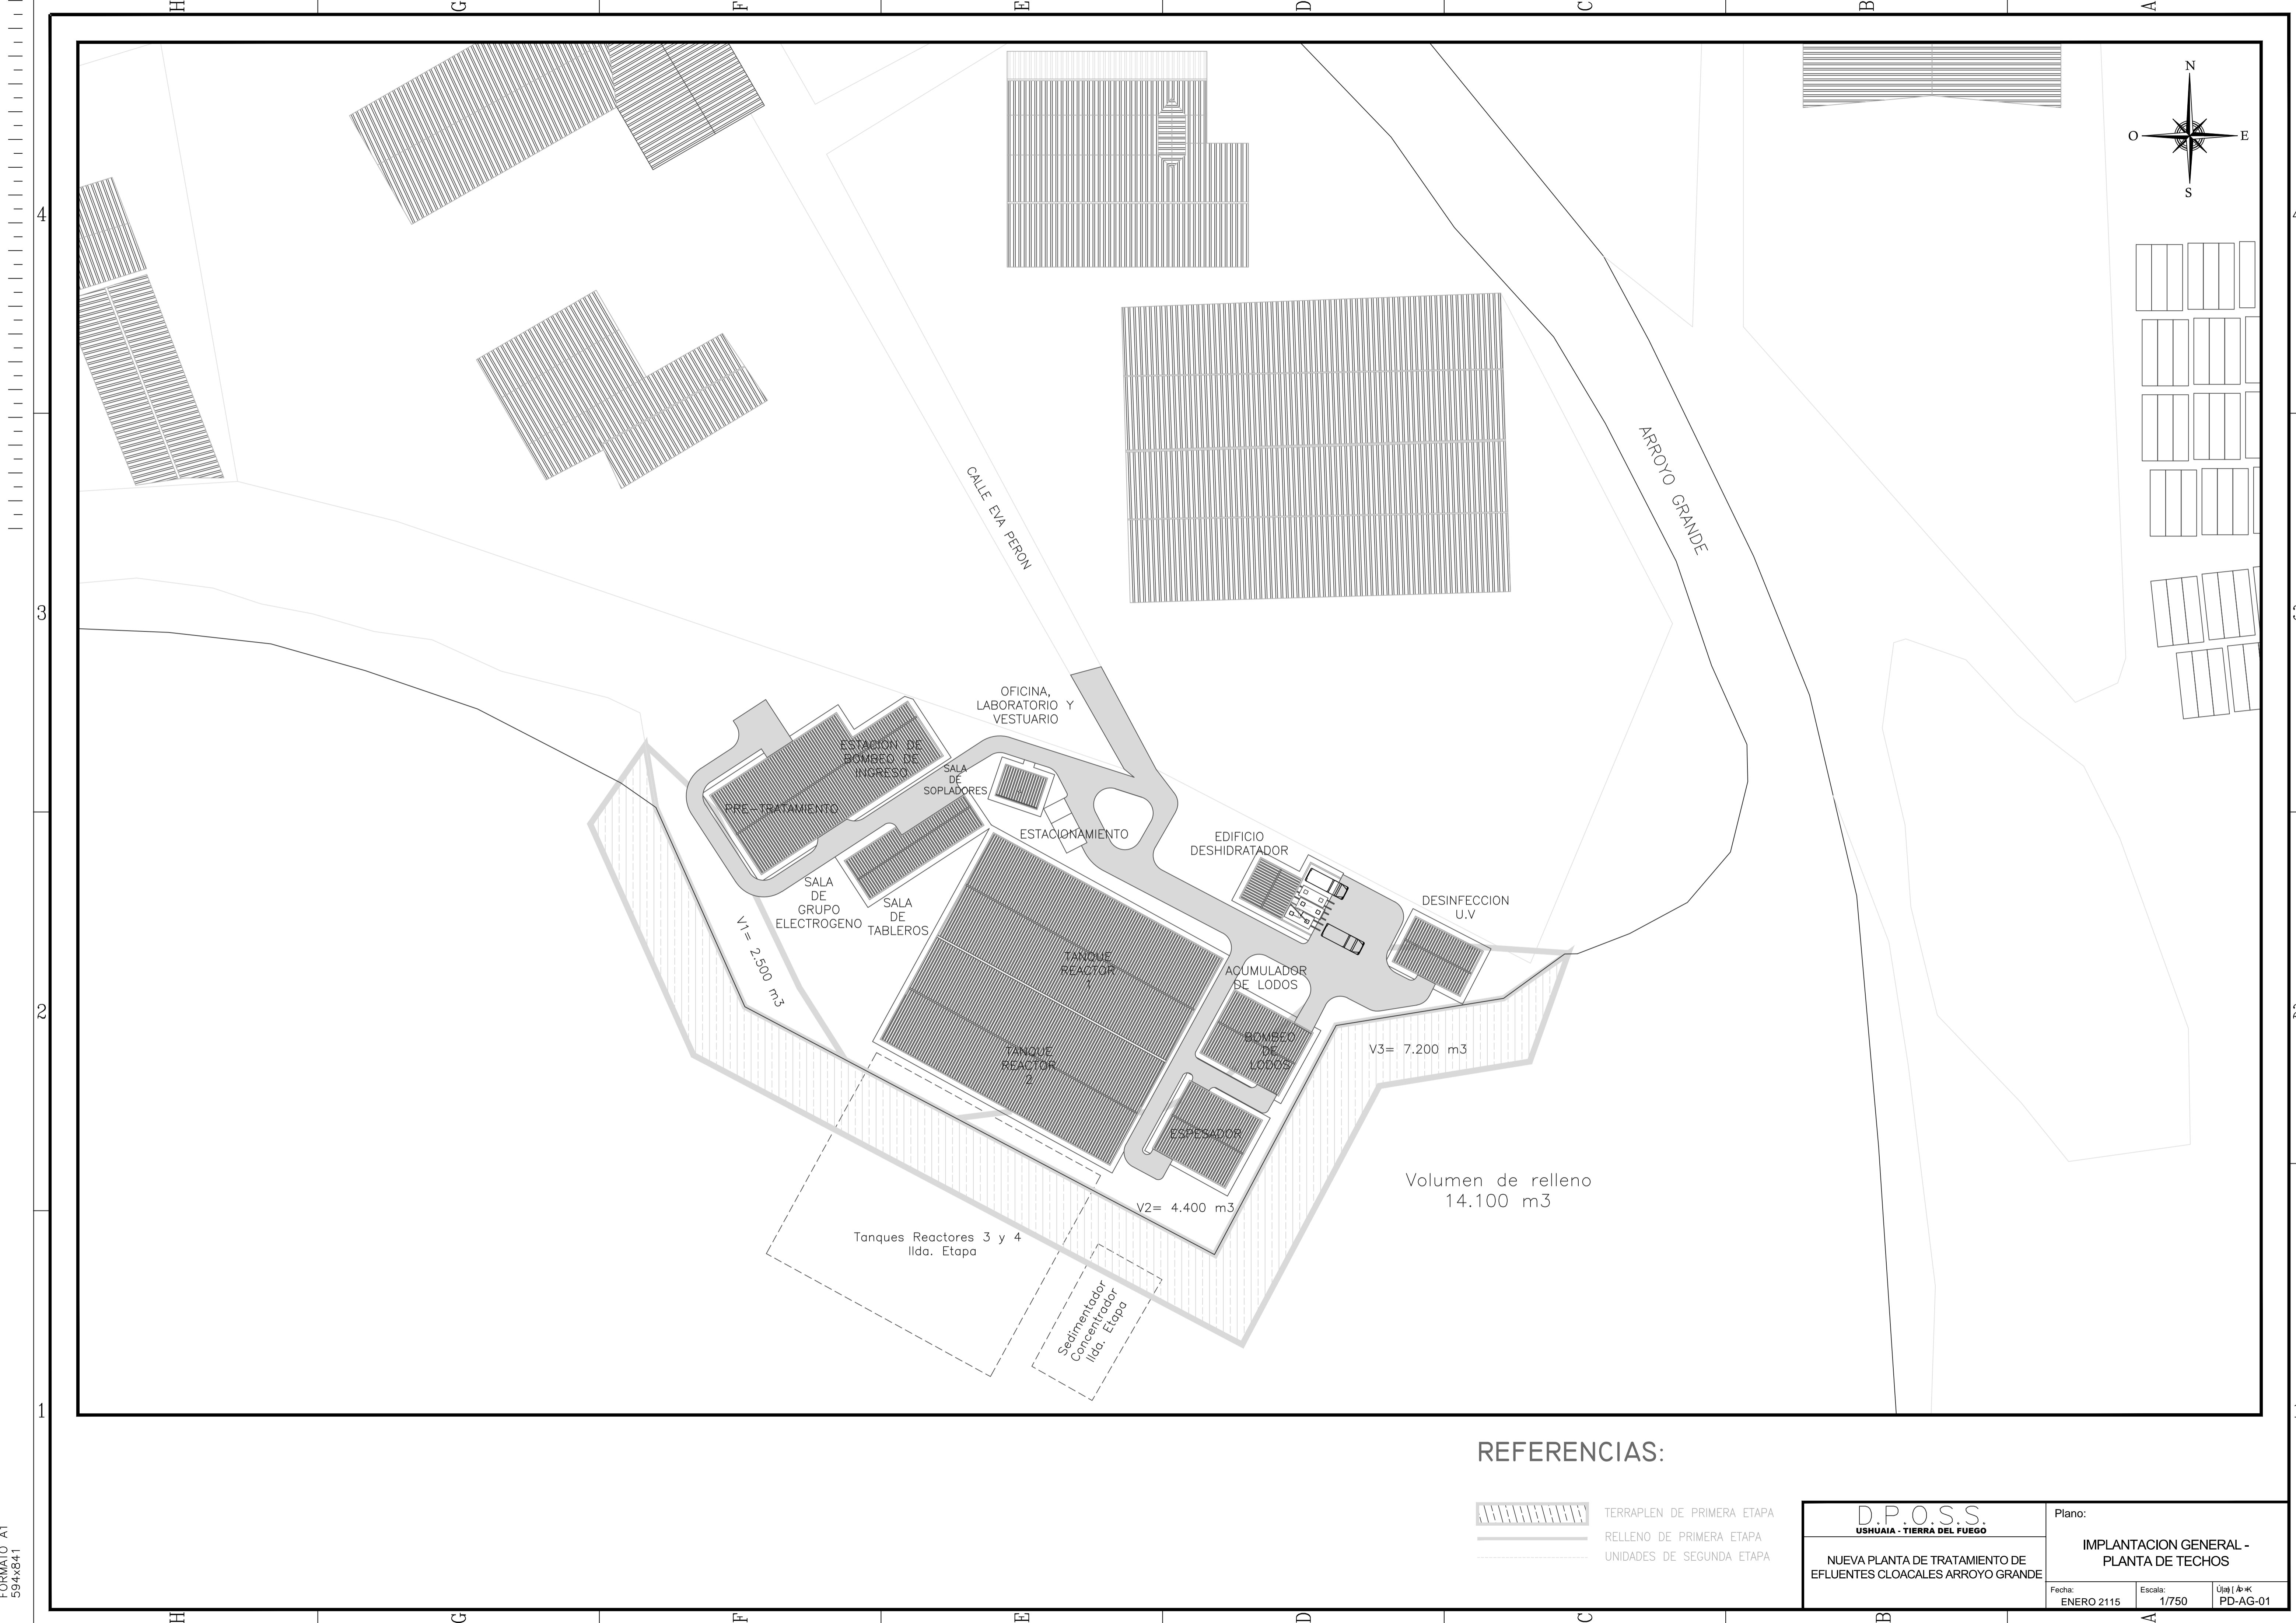 H G F E D C B A
N
O E
S
4
4
CALLE EVA PERON
ARROYO GRANDE
3
OFICINA,
LABORATORIO Y
VESTUARIO
ESTACION DE
BOMBEO DE
INGRESO
SALA
DE
SOPLADORES
PRE-TRATAMIENTO
ESTACIONAMIENTO
EDIFICIO
DESHIDRATADOR
SALA
DE
GRUPO
ELECTROGENO
SALA
DE
TABLEROS
DESINFECCION
U.V
V1= 2.500 m3
TANQUE
REACTOR
1
ACUMULADOR
DE LODOS
2
BOMBEO
DE
LODOS
TANQUE
REACTOR
2
V3= 7.200 m3
ESPESADOR
Volumen de relleno
14.100 m3
V2= 4.400 m3
Tanques Reactores 3 y 4
IIda. Etapa
Sedimentador
Concentrador
IIda. Etapa
1
REFERENCIAS:
TERRAPLEN DE PRIMERA ETAPA
RELLENO DE PRIMERA ETAPA
UNIDADES DE SEGUNDA ETAPA
FORMATO A1
594x841
D.P.O.S.S.
USHUAIA - TIERRA DEL FUEGO
NUEVA PLANTA DE TRATAMIENTO DE
EFLUENTES CLOACALES ARROYO GRANDE
Plano:
IMPLANTACION GENERAL -
PLANTA DE TECHOS
Fecha:
ENERO 2115
Escala:
1/750
PD-AG-01
H G F E D C B A